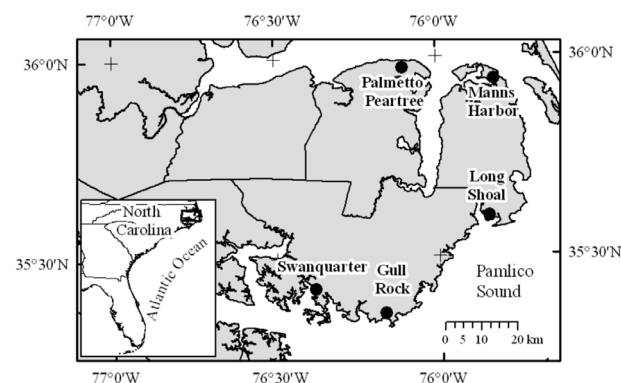 77°0'W 76°30'W 76°0'W
36°0'N 36°0'N
Palmetto
Peartree
Manns
Harbor
Long
Shoal
North
Carolina
Atlantic Ocean
35°30'N 35°30'N
Swanquarter
Gull
Rock
Pamlico
Sound
0 5 10 20 km
77°0'W 76°30'W 76°0'W